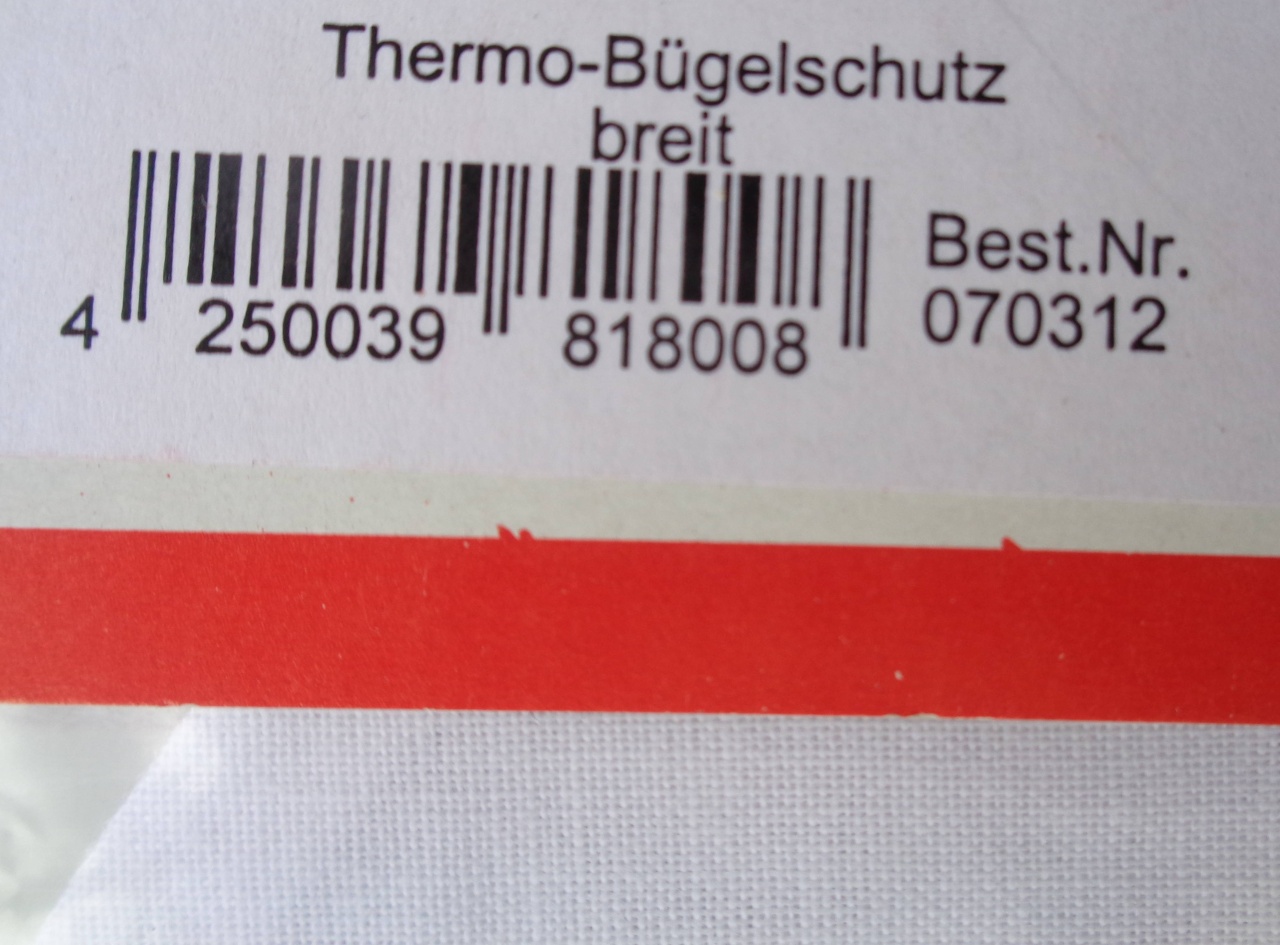 Thermo-Bügelschutz
breit
4 250039 818008
Best.Nr.
070312